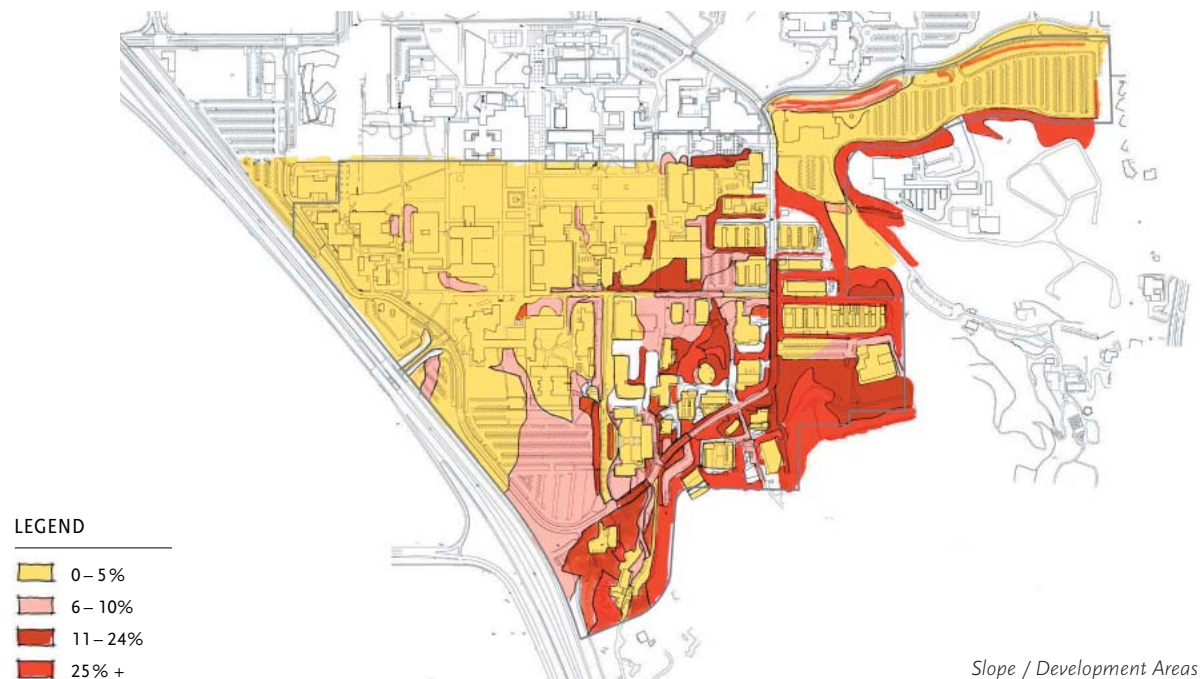 LEGEND
0 – 5%
6 – 10%
11 – 24%
25% +
Slope / Development Areas